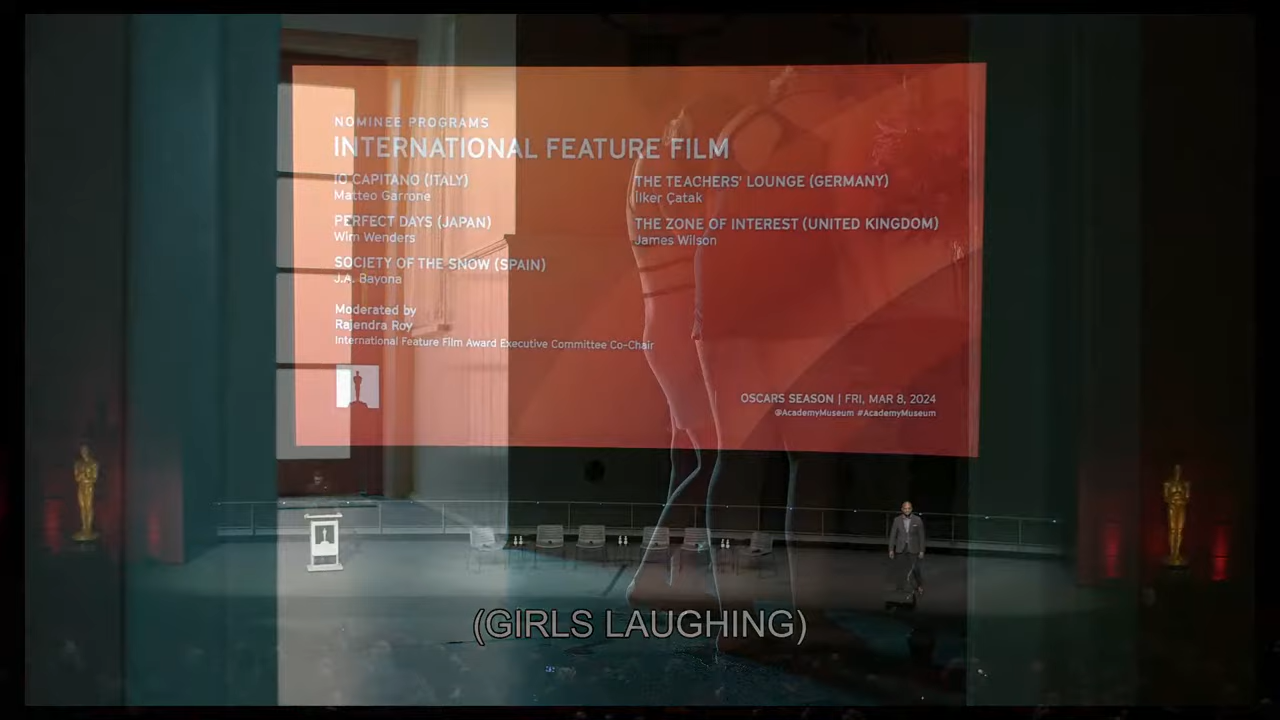 NOMINEE PROGRAMS
INTERNATIONAL FEATURE FILM
IO CAPITANO (ITALY)
Matteo Garrone
PERFECT DAYS (JAPAN)
Wim Wenders
SOCIETY OF THE SNOW (SPAIN)
J.A. Bayona
THE TEACHERS' LOUNGE (GERMANY)
İlker Çatak
THE ZONE OF INTEREST (UNITED KINGDOM)
James Wilson
Moderated by
Rajendra Roy
International Feature Film Award Executive Committee Co-Chair
OSCARS SEASON | FRI, MAR 8, 2024
@AcademyMuseum #AcademyMuseum
(GIRLS LAUGHING)